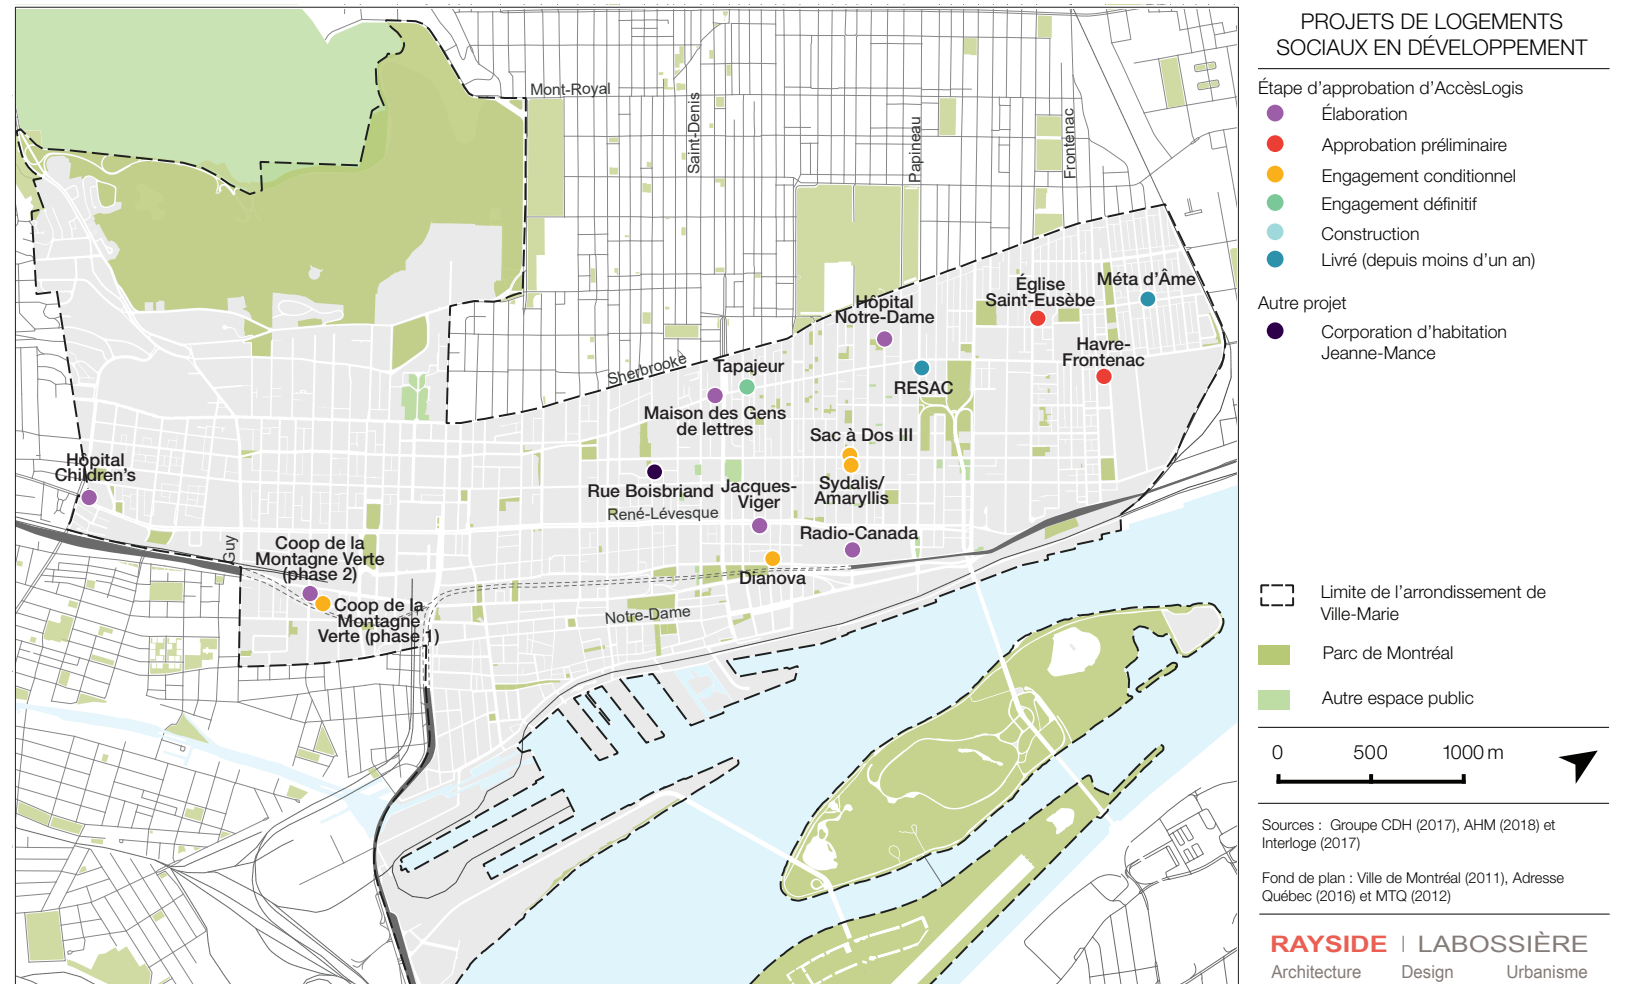 PROJETS DE LOGEMENTS
SOCIAUX EN DÉVELOPPEMENT
Étape d'approbation d'AccèsLogis
Élaboration
Approbation préliminaire
Engagement conditionnel
Engagement définitif
Construction
Livré (depuis moins d'un an)
Autre projet
Corporation d'habitation
Jeanne-Mance
Limite de l'arrondissement de
Ville-Marie
Parc de Montréal
Autre espace public
0 500 1000 m
Sources : Groupe CDH (2017), AHM (2018) et
Interloge (2017)
Fond de plan : Ville de Montréal (2011), Adresse
Québec (2016) et MTQ (2012)
RAYSIDE | LABOSSIÈRE
Architecture Design Urbanisme
Mont-Royal
Saint-Denis
Papineau
Frontenac
Sherbrooke
Guy
René-Lévesque
Notre-Dame
Hôpital
Notre-Dame
Église
Saint-Eusèbe
Méta d'Âme
Havre-
Frontenac
RESAC
Tapajeur
Maison des Gens
de lettres
Sac à Dos III
Sydalis/
Amaryllis
Rue Boisbriand
Jacques-
Viger
Radio-Canada
Dianova
Hôpital
Children's
Coop de la
Montagne Verte
(phase 2)
Coop de la
Montagne
Verte (phase 1)